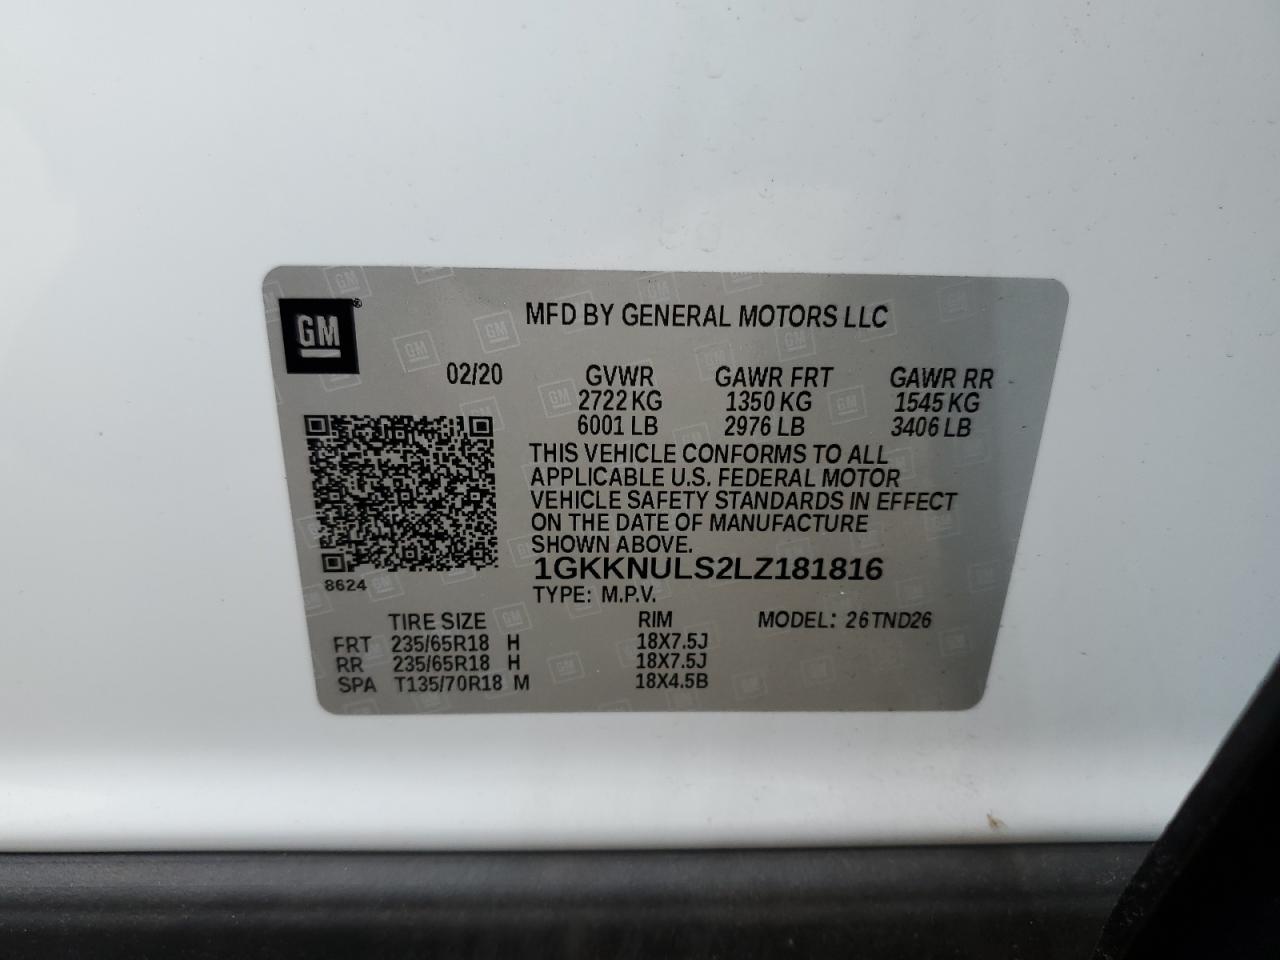 GM ®
MFD BY GENERAL MOTORS LLC
02/20 GVWR GAWR FRT GAWR RR
2722 KG 1350 KG 1545 KG
6001 LB 2976 LB 3406 LB
THIS VEHICLE CONFORMS TO ALL
APPLICABLE U.S. FEDERAL MOTOR
VEHICLE SAFETY STANDARDS IN EFFECT
ON THE DATE OF MANUFACTURE
SHOWN ABOVE.
1GKKNULS2LZ181816
8624
TYPE: M.P.V.
TIRE SIZE RIM MODEL: 26TND26
FRT 235/65R18 H 18X7.5J
RR 235/65R18 H 18X7.5J
SPA T135/70R18 M 18X4.5B